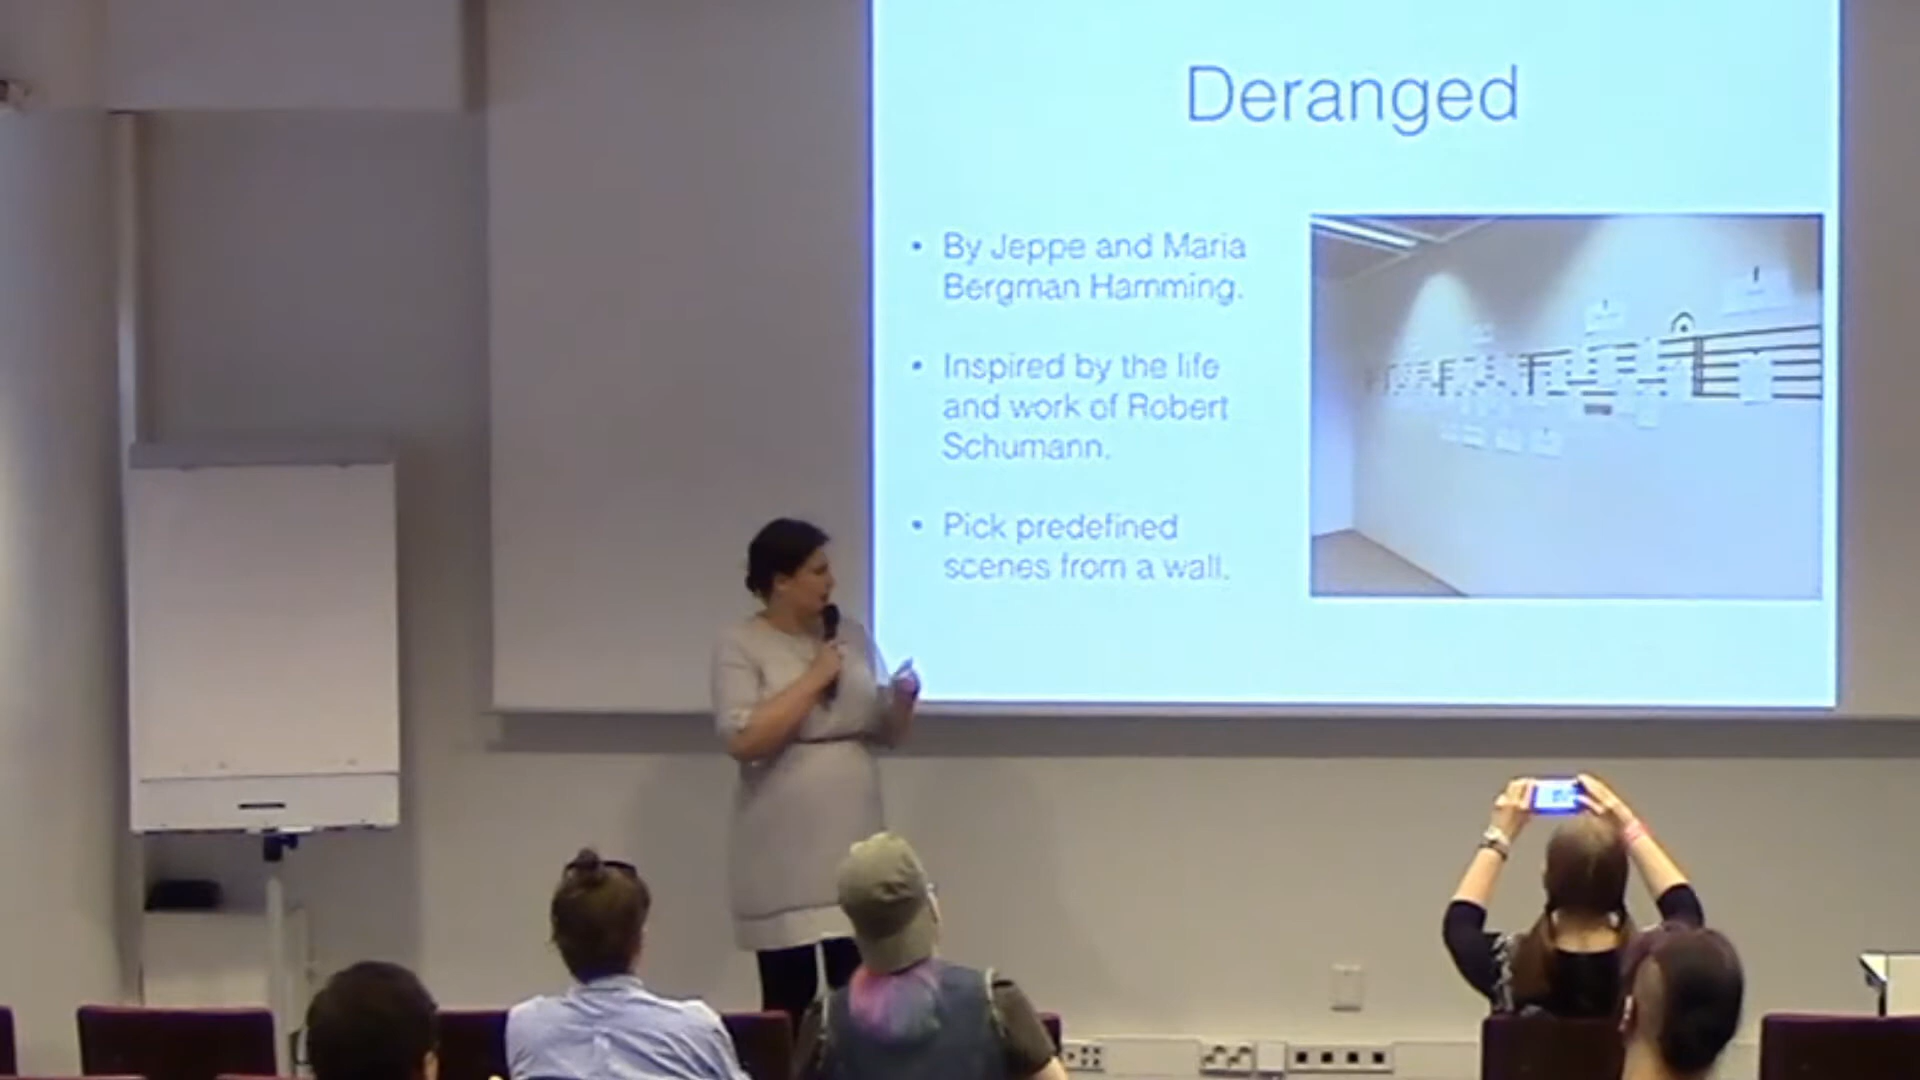 Deranged
• By Jeppe and Maria
Bergman Hamming.
• Inspired by the life
and work of Robert
Schumann.
• Pick predefined
scenes from a wall.